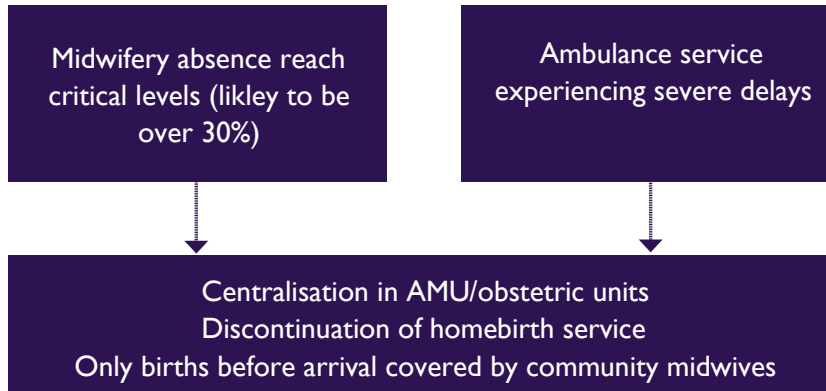 Midwifery absence reach
critical levels (likley to be
over 30%)
Ambulance service
experiencing severe delays
Centralisation in AMU/obstetric units
Discontinuation of homebirth service
Only births before arrival covered by community midwives